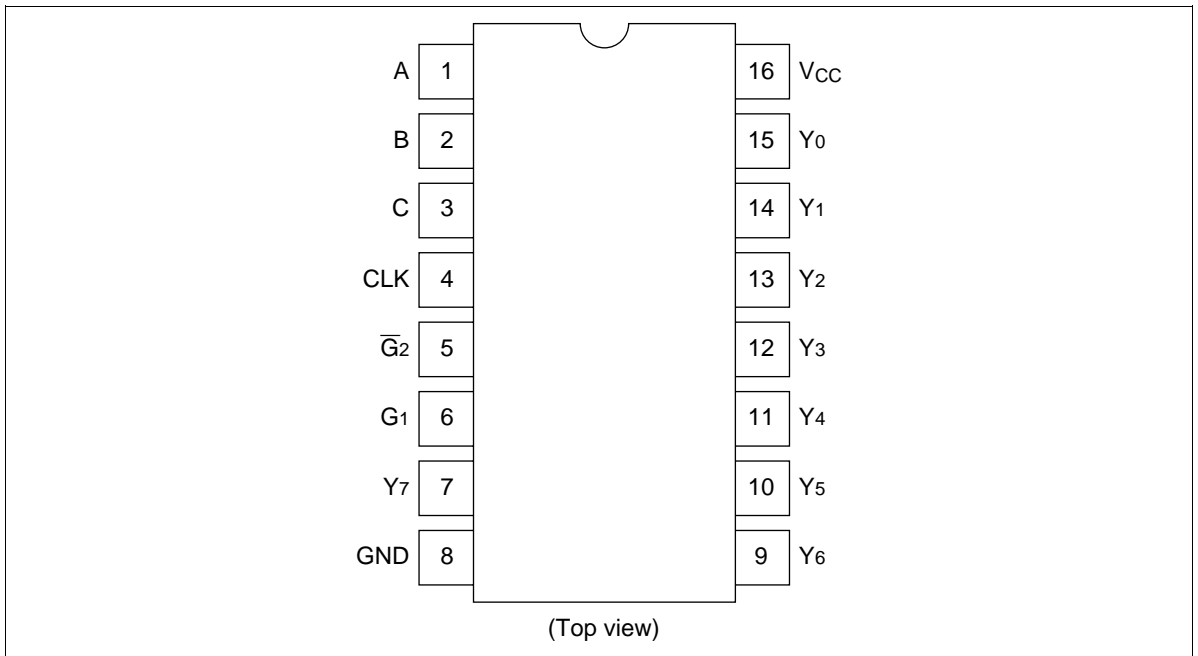 A 1 16 VCC
B 2 15 Y0
C 3 14 Y1
CLK 4 13 Y2
G̅2 5 12 Y3
G1 6 11 Y4
Y7 7 10 Y5
GND 8 9 Y6
(Top view)